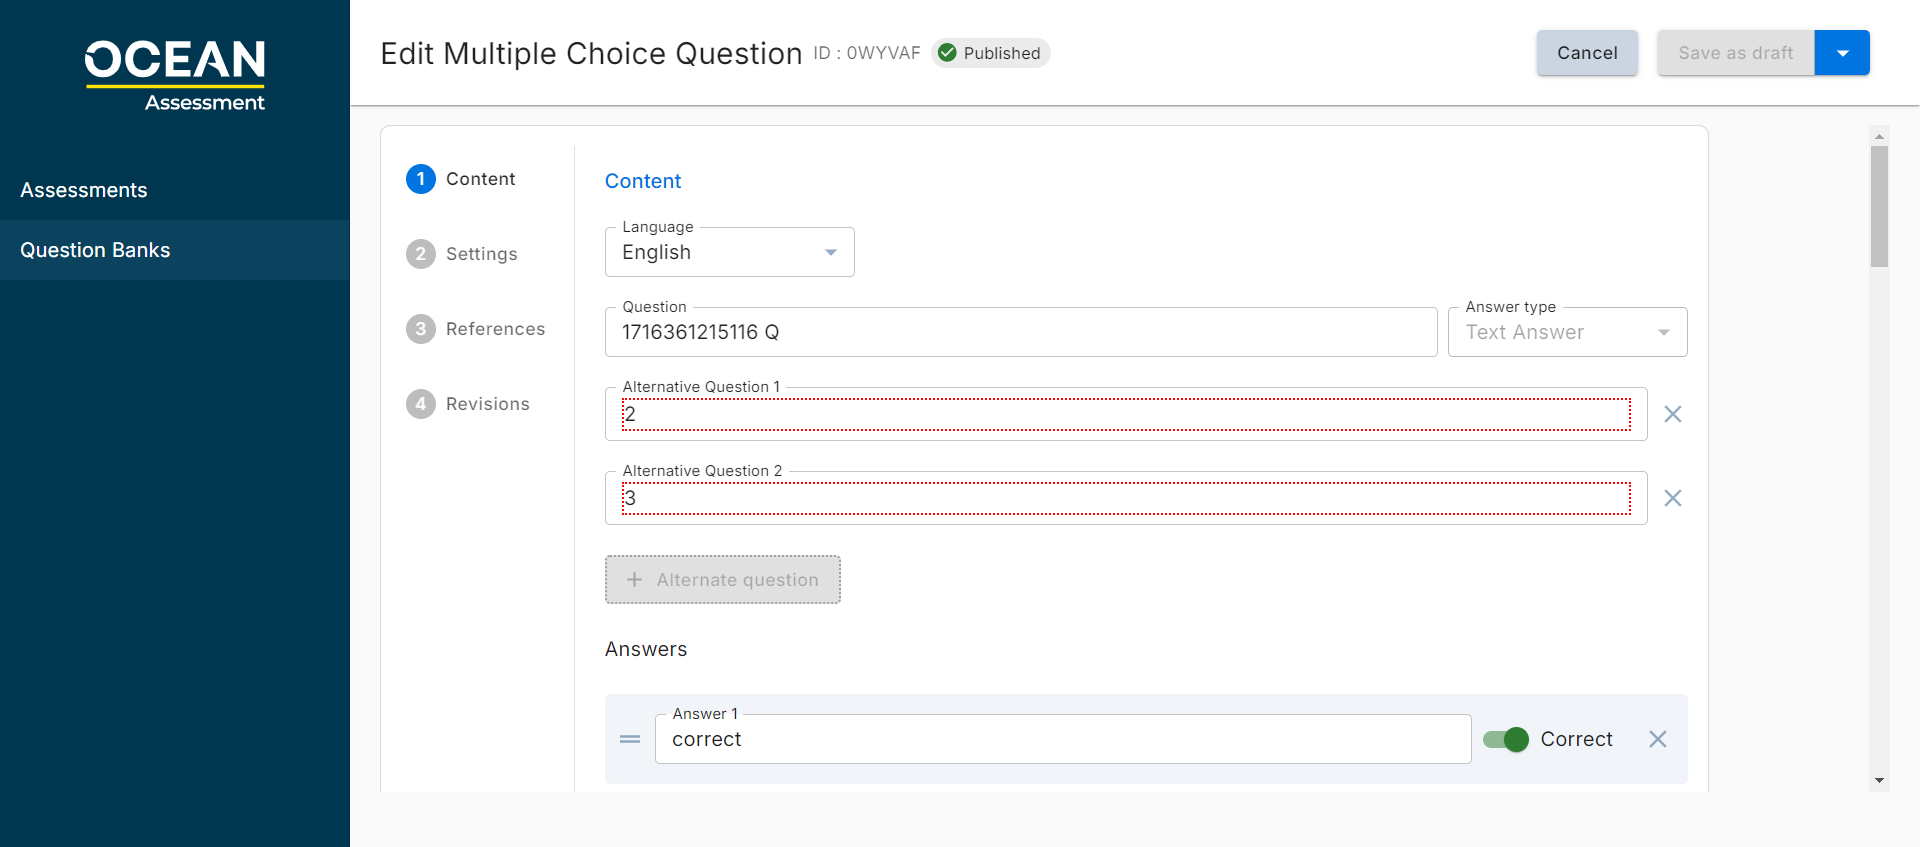 OCEAN
Assessment
Assessments
Question Banks
Edit Multiple Choice Question ID : 0WYVAF Published
Cancel
Save as draft
1 Content
2 Settings
3 References
4 Revisions
Content
Language
English
Question
1716361215116 Q
Answer type
Text Answer
Alternative Question 1
2
Alternative Question 2
3
+ Alternate question
Answers
Answer 1
correct
Correct